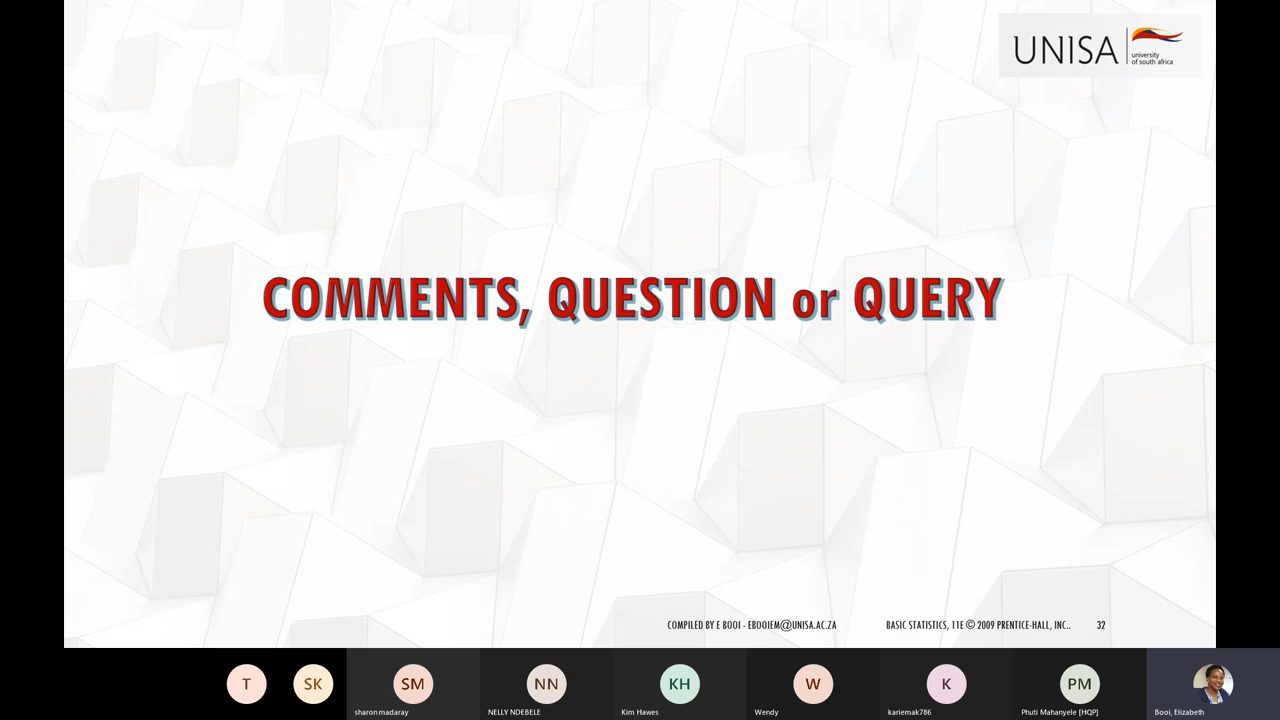 UNISA
university
of south africa
COMMENTS, QUESTION or QUERY
COMPILED BY E BOOI - EBOOIEM@UNISA.AC.ZA
BASIC STATISTICS, 11E © 2009 PRENTICE-HALL, INC..
32
T
SK
SM
NN
KH
W
K
PM
sharon madaray
NELLY NDEBELE
Kim Hawes
Wendy
kariemak786
Phuti Mahanyele [HQP]
Booi, Elizabeth